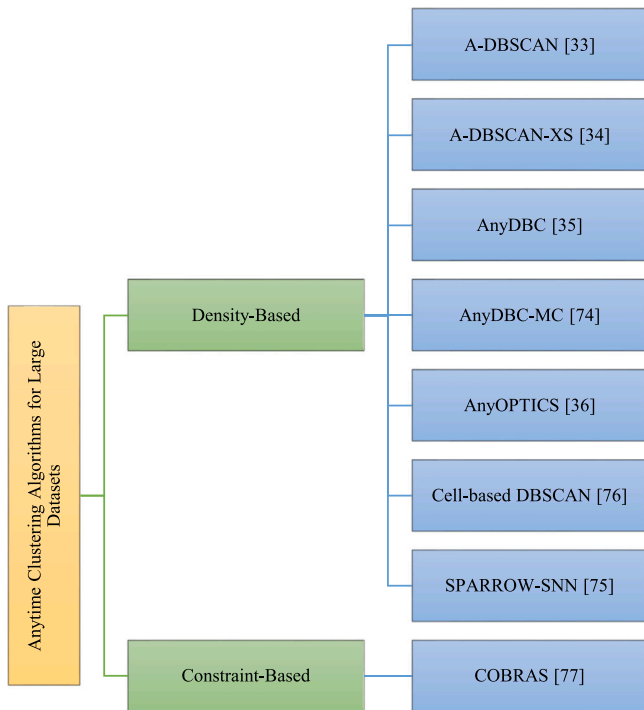 Anytime Clustering Algorithms for Large
Datasets
Density-Based
A-DBSCAN [33]
A-DBSCAN-XS [34]
AnyDBC [35]
AnyDBC-MC [74]
AnyOPTICS [36]
Cell-based DBSCAN [76]
SPARROW-SNN [75]
Constraint-Based
COBRAS [77]